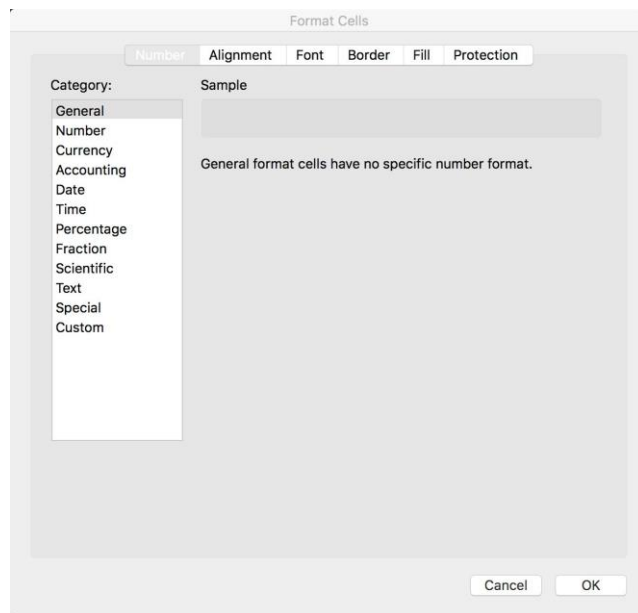 Format Cells
Number Alignment Font Border Fill Protection
Category:
General
Number
Currency
Accounting
Date
Time
Percentage
Fraction
Scientific
Text
Special
Custom
Sample
General format cells have no specific number format.
Cancel OK